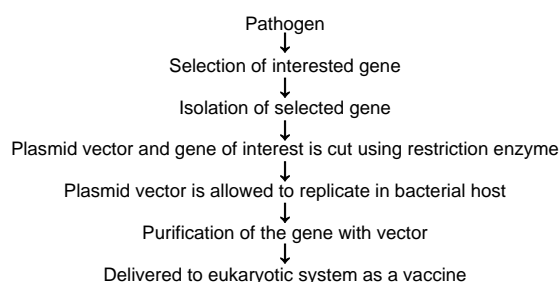 Pathogen
Selection of interested gene
Isolation of selected gene
Plasmid vector and gene of interest is cut using restriction enzyme
Plasmid vector is allowed to replicate in bacterial host
Purification of the gene with vector
Delivered to eukaryotic system as a vaccine